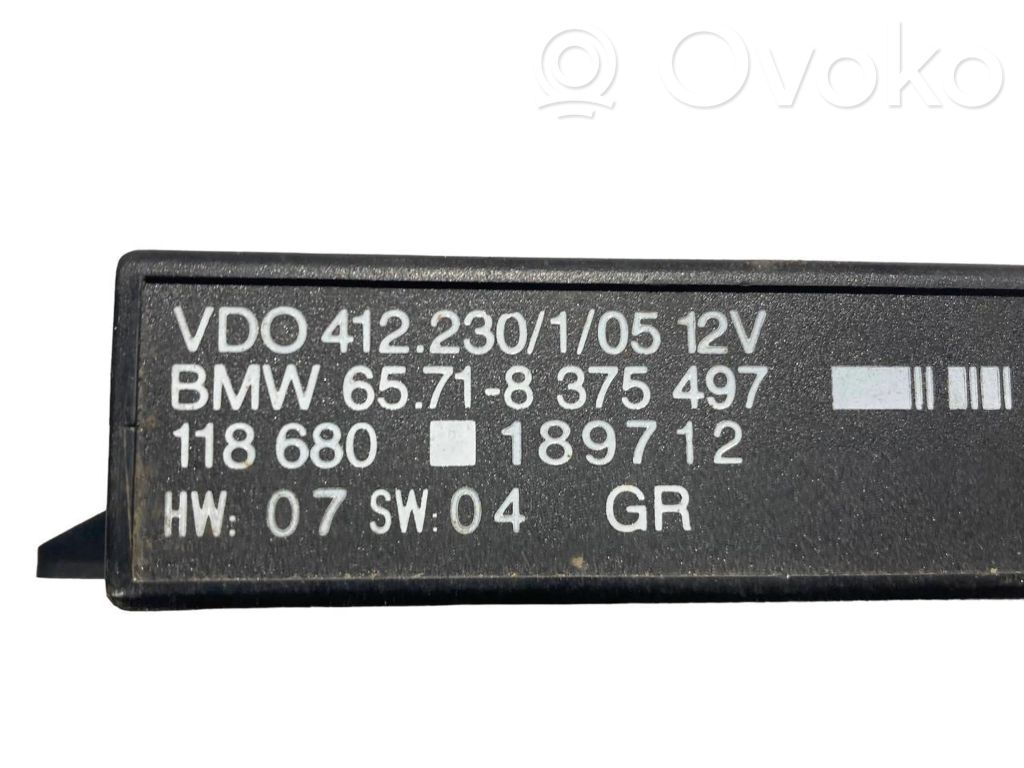 Ovoko
VDO 412.230/1/05 12V
BMW 65.71-8 375 497
118 680 189712
HW: 07 SW: 04 GR